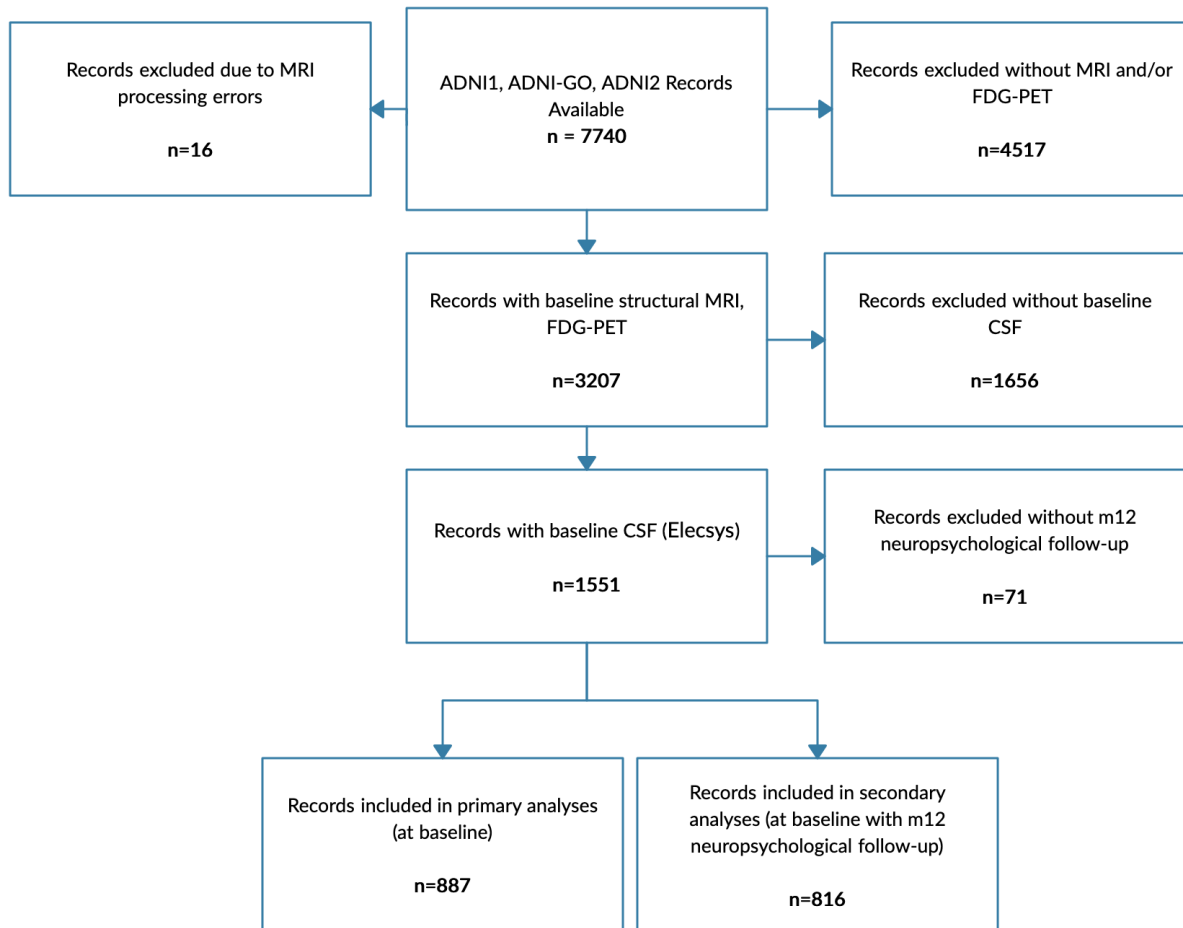 Records excluded due to MRI
processing errors
n=16
ADNI1, ADNI-GO, ADNI2 Records
Available
n = 7740
Records excluded without MRI and/or
FDG-PET
n=4517
Records with baseline structural MRI,
FDG-PET
n=3207
Records excluded without baseline
CSF
n=1656
Records with baseline CSF (Elecsys)
n=1551
Records excluded without m12
neuropsychological follow-up
n=71
Records included in primary analyses
(at baseline)
n=887
Records included in secondary
analyses (at baseline with m12
neuropsychological follow-up)
n=816